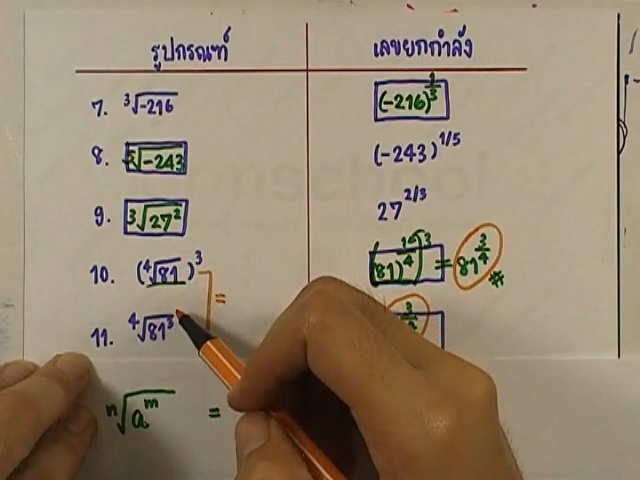 รูปกรณฑ์ เลขยกกำลัง
7. ∛-216 (-216)^1/3
8. ⁵√-243 (-243)^1/5
9. ∛27² 27^2/3
10. (⁴√81)³ = (81)^1/4)^3 = 81^3/4 #
11. ⁴√81³
ⁿ√a^m =